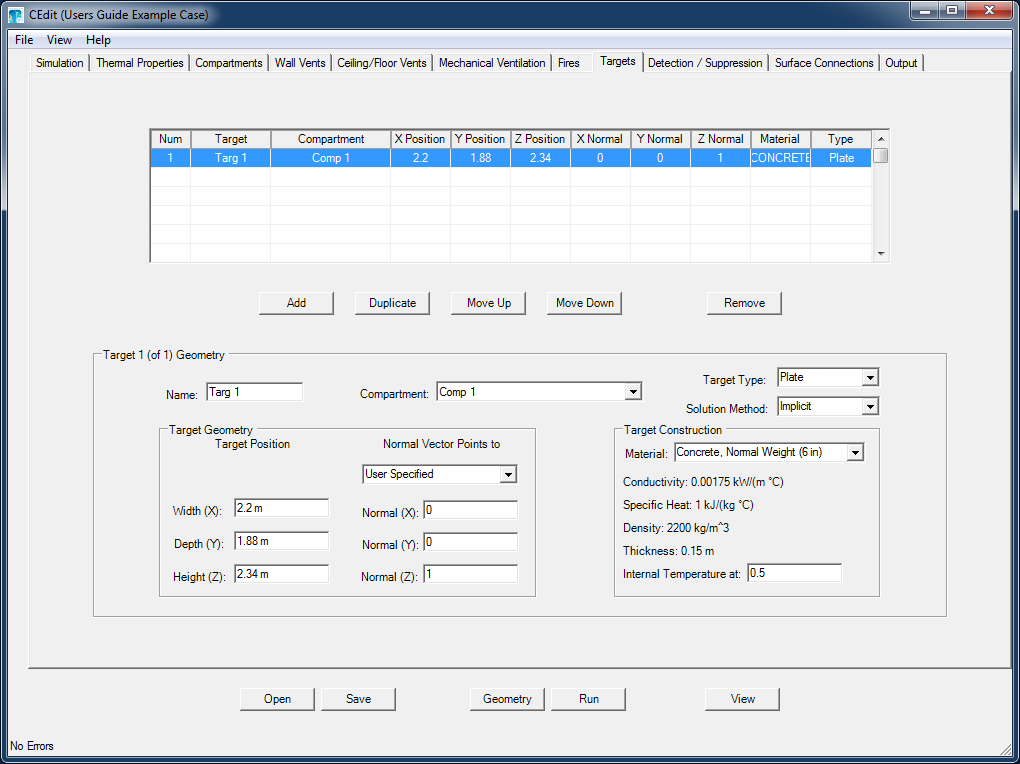 CEdit (Users Guide Example Case)
File View Help
Simulation Thermal Properties Compartments Wall Vents Ceiling/Floor Vents Mechanical Ventilation Fires Targets Detection / Suppression Surface Connections Output
Num Target Compartment X Position Y Position Z Position X Normal Y Normal Z Normal Material Type
1 Targ 1 Comp 1 2.2 1.88 2.34 0 0 1 CONCRETE Plate
Add Duplicate Move Up Move Down Remove
Target 1 (of 1) Geometry
Name: Targ 1 Compartment: Comp 1 Target Type: Plate
Solution Method: Implicit
Target Geometry
Target Position Normal Vector Points to
User Specified
Width (X): 2.2 m Normal (X): 0
Depth (Y): 1.88 m Normal (Y): 0
Height (Z): 2.34 m Normal (Z): 1
Target Construction
Material: Concrete, Normal Weight (6 in)
Conductivity: 0.00175 kW/(m °C)
Specific Heat: 1 kJ/(kg °C)
Density: 2200 kg/m^3
Thickness: 0.15 m
Internal Temperature at: 0.5
Open Save Geometry Run View
No Errors